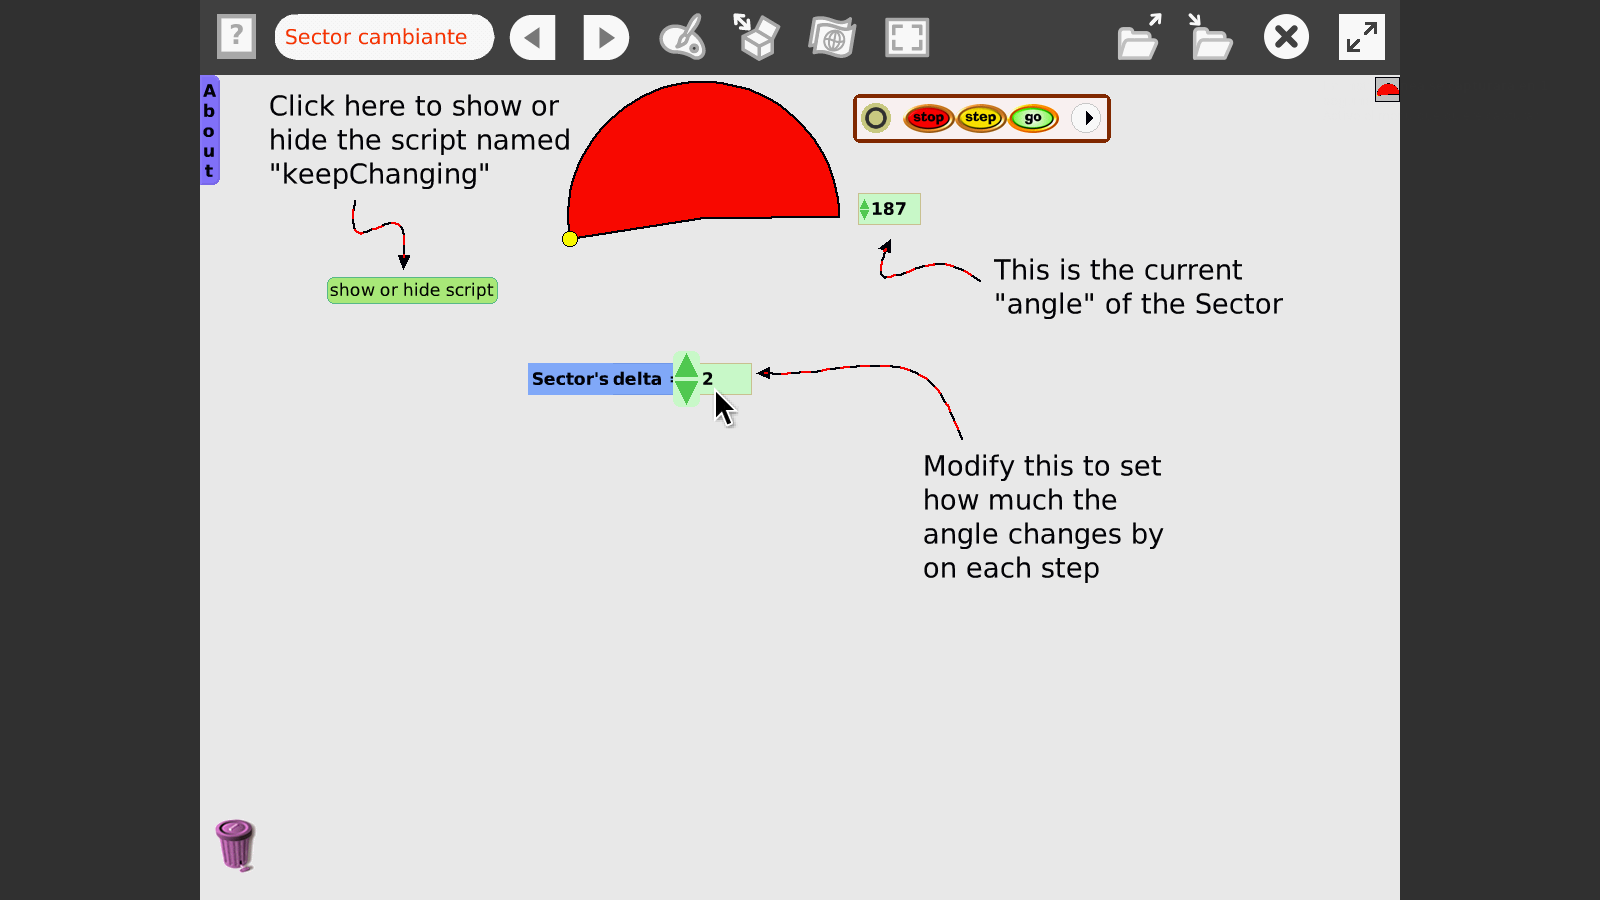 ?
Sector cambiante
About
Click here to show or
hide the script named
"keepChanging"
show or hide script
stop step go
187
This is the current
"angle" of the Sector
Sector's delta = 2
Modify this to set
how much the
angle changes by
on each step